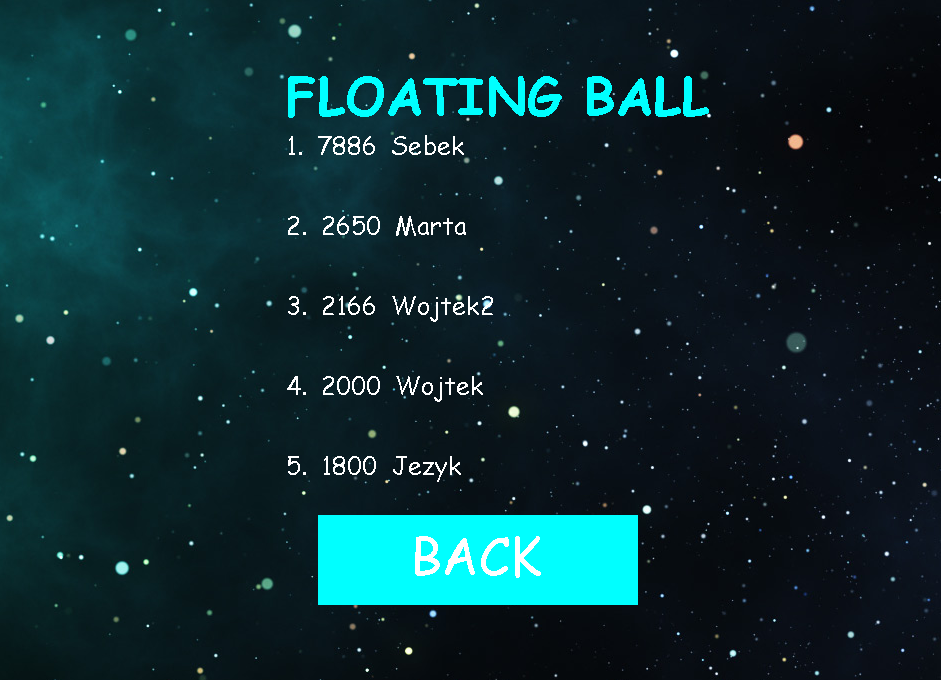 FLOATING BALL
1. 7886 Sebek
2. 2650 Marta
3. 2166 Wojtek2
4. 2000 Wojtek
5. 1800 Jezyk
BACK